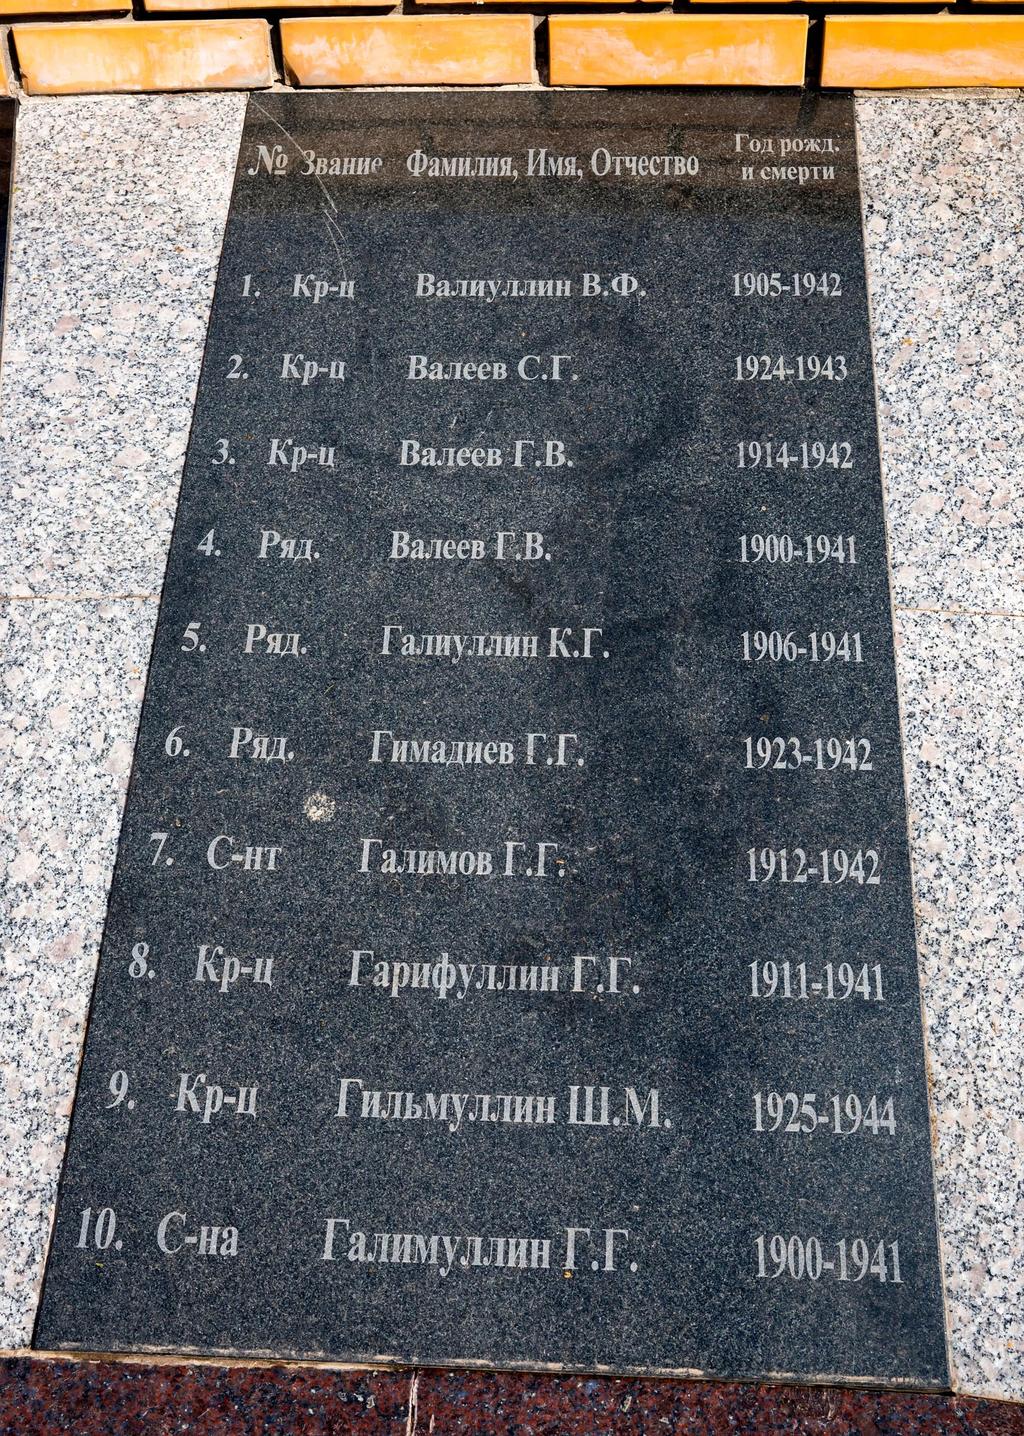 № Звание Фамилия, Имя, Отчество Год рожд. и смерти
1. Кр-ц Валиуллин В.Ф. 1905-1942
2. Кр-ц Валеев С.Г. 1924-1943
3. Кр-ц Валеев Г.В. 1914-1942
4. Ряд. Валеев Г.В. 1900-1941
5. Ряд. Галиуллин К.Г. 1906-1941
6. Ряд. Гимадиев Г.Г. 1923-1942
7. С-нт Галимов Г.Г. 1912-1942
8. Кр-ц Гарифуллин Г.Г. 1911-1941
9. Кр-ц Гильмуллин Ш.М. 1925-1944
10. С-на Галимуллин Г.Г. 1900-1941